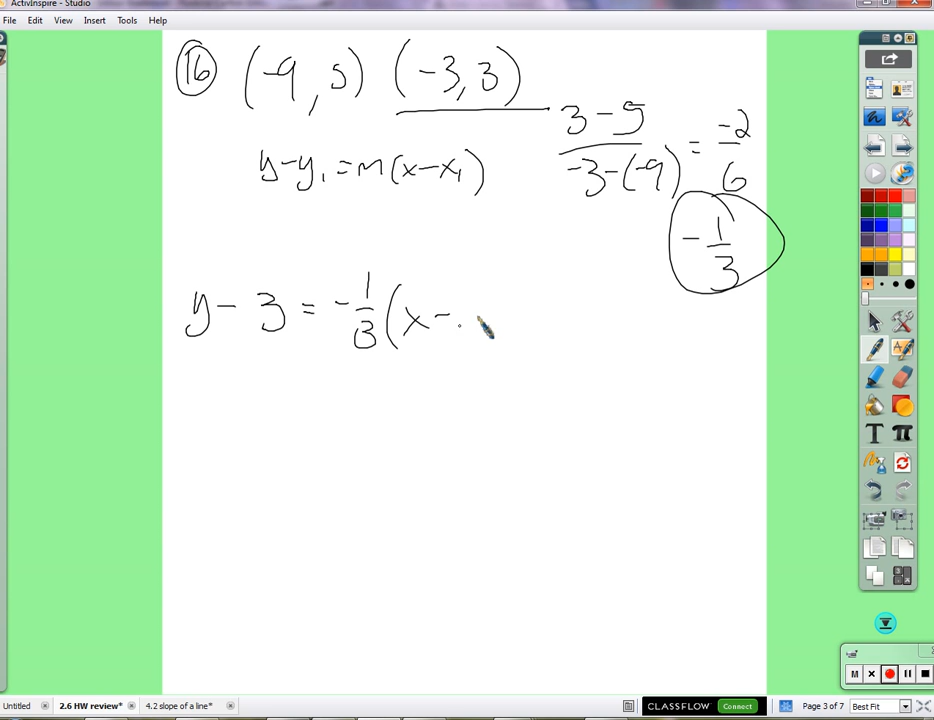 ActivInspire - Studio
File Edit View Insert Tools Help
16 (-9, 5) (-3, 3)
y-y₁=m(x-x₁)
3-5 / -3-(-9) = -2/6
-1/3
y-3=-1/3(x-
T π
M X
Untitled 2.6 HW review* 4.2 slope of a line* CLASSFLOW Connect Page 3 of 7 Best Fit